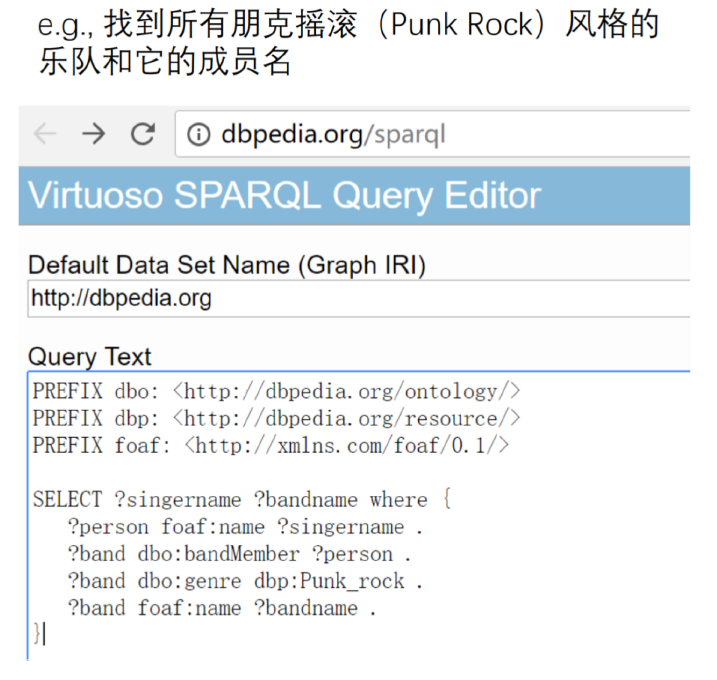 e.g., 找到所有朋克摇滚（Punk Rock）风格的
乐队和它的成员名
dbpedia.org/sparql
Virtuoso SPARQL Query Editor
Default Data Set Name (Graph IRI)
http://dbpedia.org
Query Text
PREFIX dbo: <http://dbpedia.org/ontology/>
PREFIX dbp: <http://dbpedia.org/resource/>
PREFIX foaf: <http://xmlns.com/foaf/0.1/>
SELECT ?singername ?bandname where {
?person foaf:name ?singername .
?band dbo:bandMember ?person .
?band dbo:genre dbp:Punk_rock .
?band foaf:name ?bandname .
}